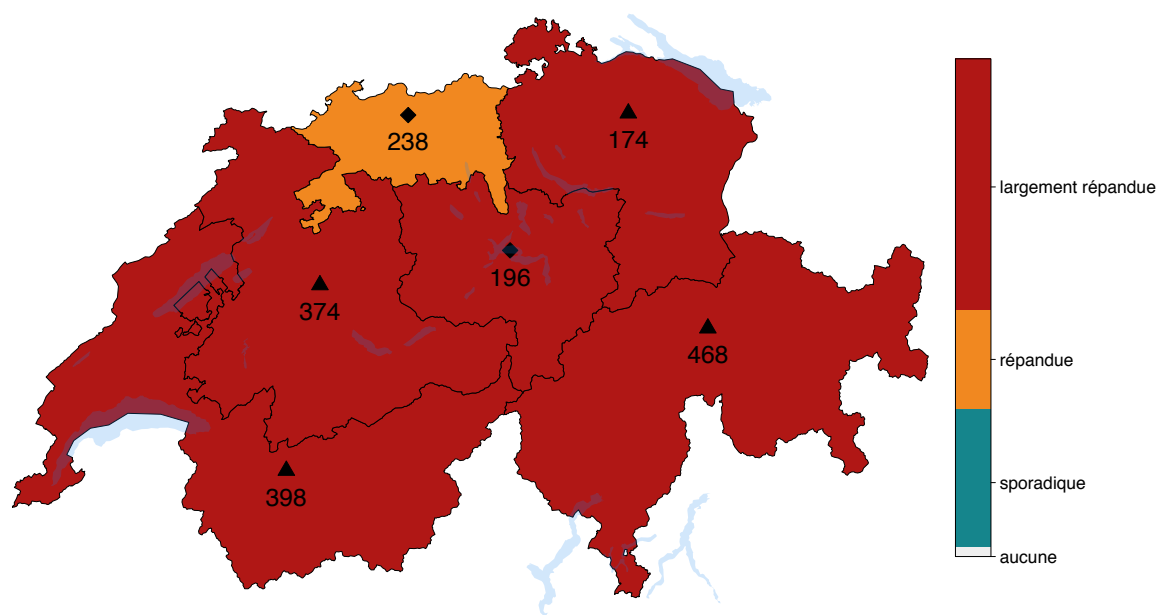 238
174
196
374
468
398
largement répandue
répandue
sporadique
aucune